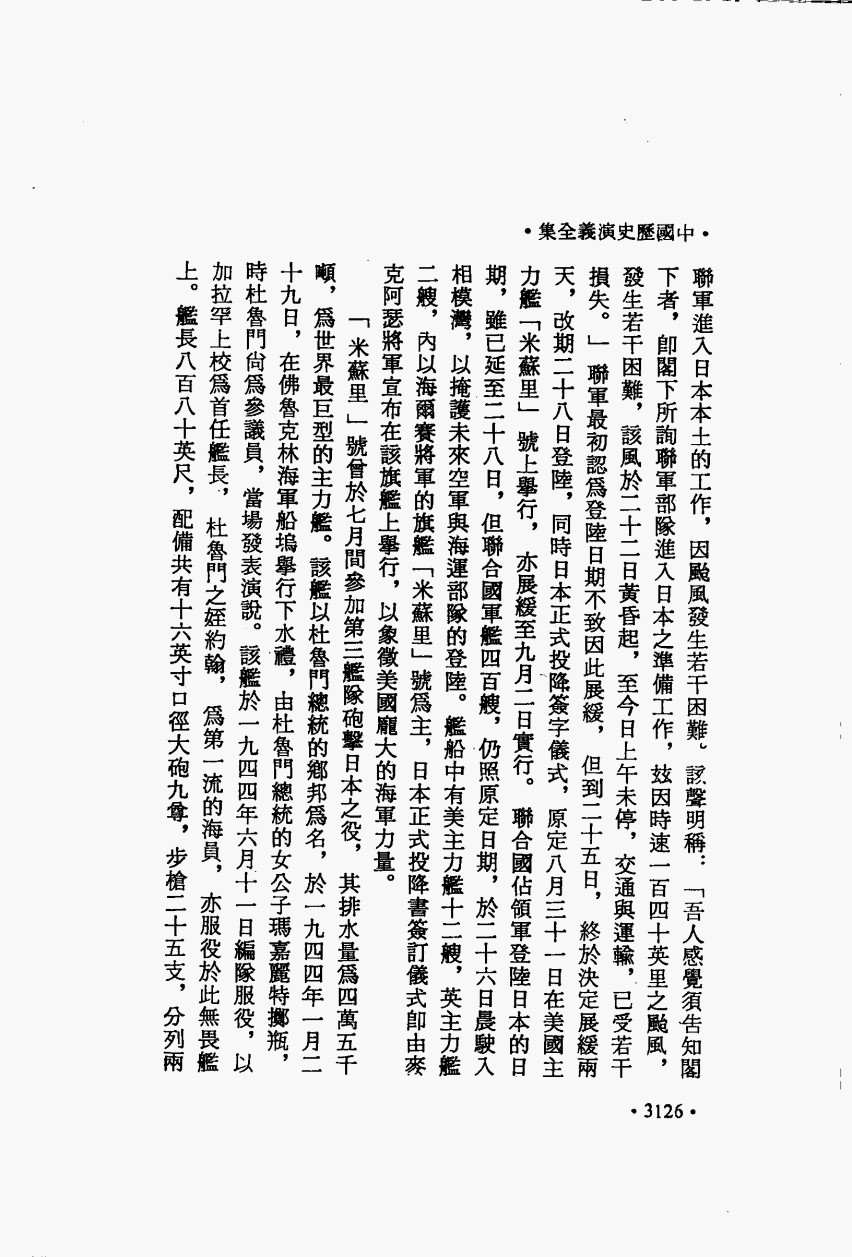 •中國歷史演義全集•
聯軍進入日本本土的工作，因颱風發生若干困難。該聲明稱：「吾人感覺須吿知閣
下者，卽閣下所詢聯軍部隊進入日本之準備工作，玆因時速一百四十英里之颱風，
發生若干困難，該風於二十二日黃昏起，至今日上午未停，交通與運輸，已受若干
損失。」聯軍最初認爲登陸日期不致因此展緩，但到二十五日，終於決定展緩兩
天，改期二十八日登陸，同時日本正式投降簽字儀式，原定八月三十一日在美國主
力艦「米蘇里」號上舉行，亦展緩至九月二日實行。聯合國佔領軍登陸日本的日
期，雖已延至二十八日，但聯合國軍艦四百艘，仍照原定日期，於二十六日晨駛入
相模灣，以掩護未來空軍與海運部隊的登陸。艦船中有美主力艦十二艘，英主力艦
二艘，內以海爾賽將軍的旗艦「米蘇里」號爲主，日本正式投降書簽訂儀式卽由麥
克阿瑟將軍宣布在該旗艦上舉行，以象徵美國龐大的海軍力量。
「米蘇里」號曾於七月間參加第三艦隊砲擊日本之役，其排水量爲四萬五千
噸，爲世界最巨型的主力艦。該艦以杜魯門總統的鄕邦爲名，於一九四四年一月二
十九日，在佛魯克林海軍船塢舉行下水禮，由杜魯門總統的女公子瑪嘉麗特擲瓶，
時杜魯門尙爲參議員，當場發表演說。該艦於一九四四年六月十一日編隊服役，以
加拉罕上校爲首任艦長，杜魯門之姪約翰，爲第一流的海員，亦服役於此無畏艦
上。艦長八百八十英尺，配備共有十六英寸口徑大砲九尊，步槍二十五支，分列兩
•3126•